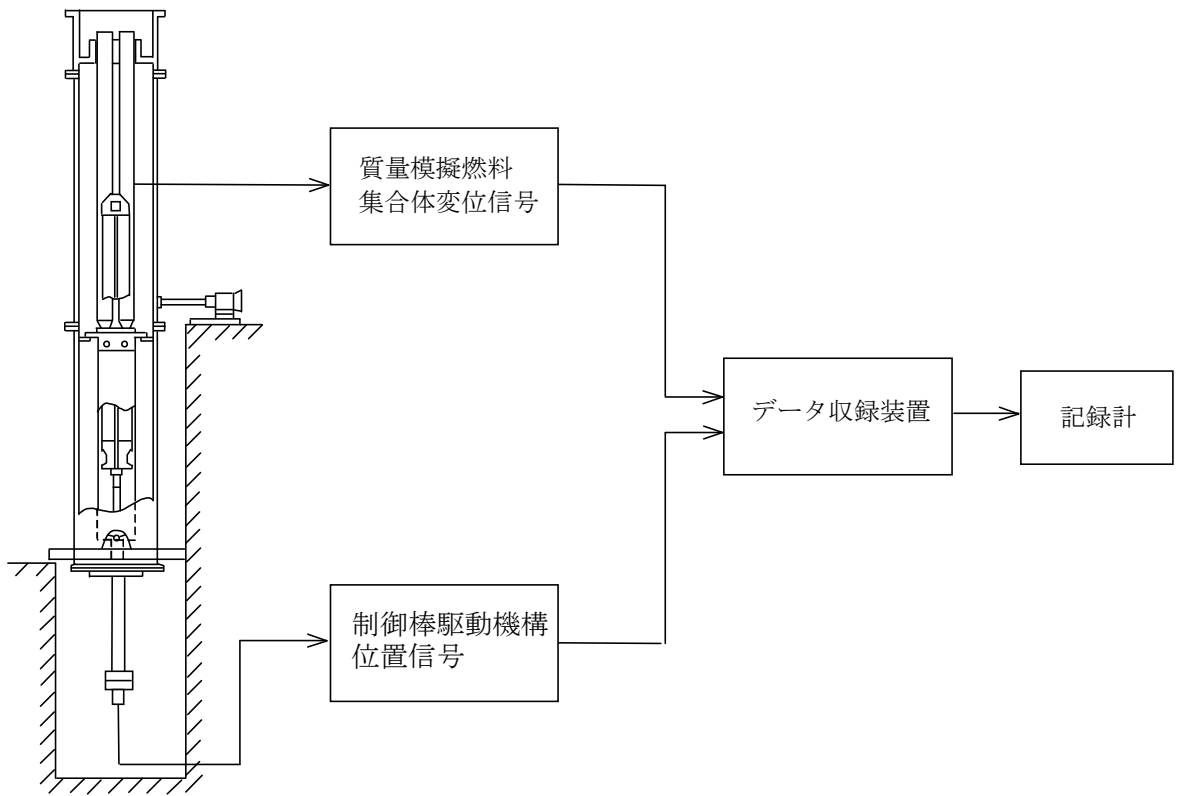 質量模擬燃料
集合体変位信号
データ収録装置
記録計
制御棒駆動機構
位置信号